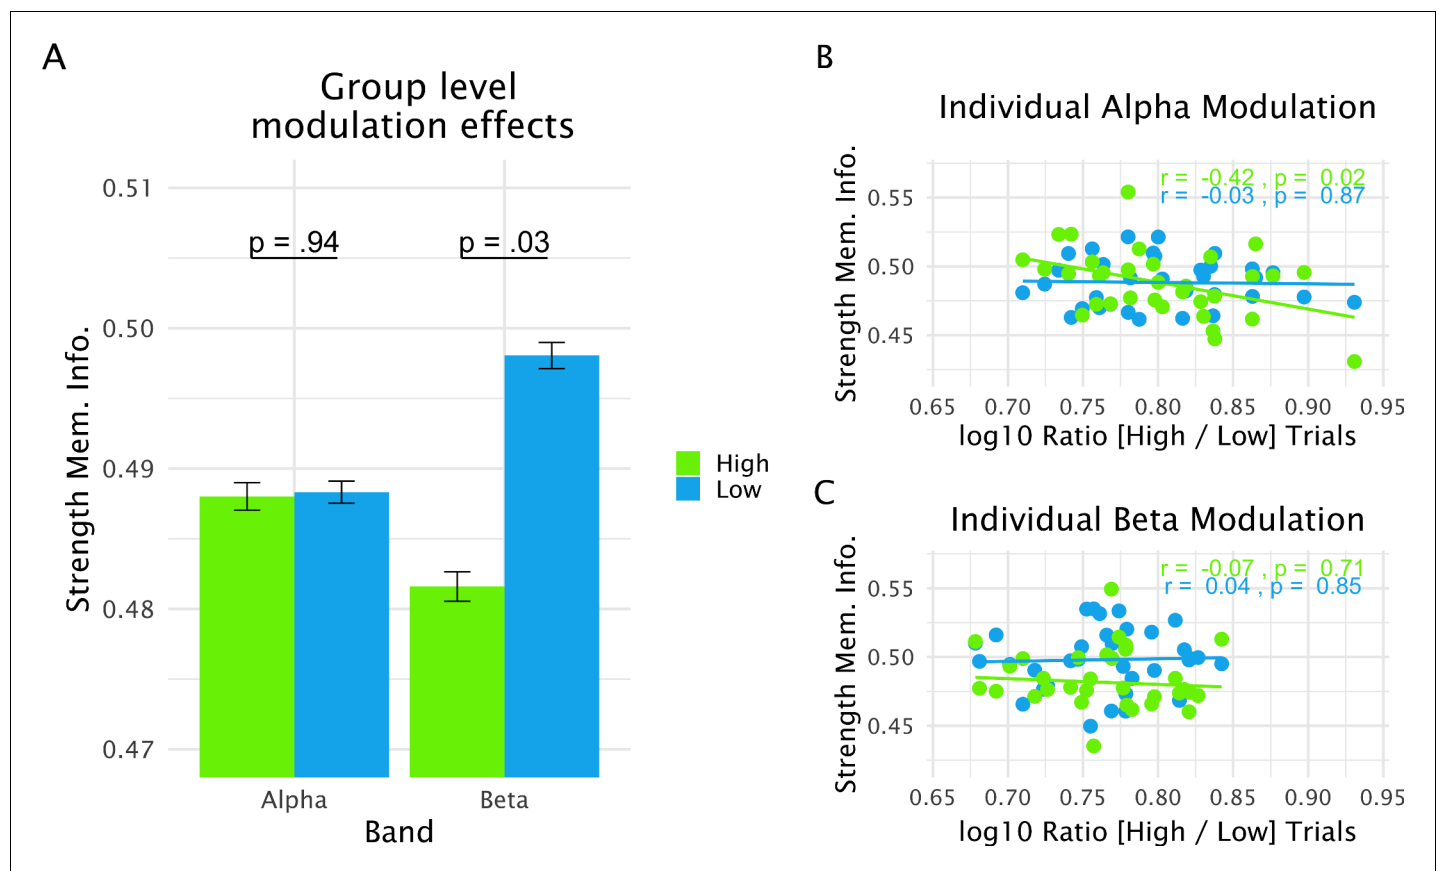 A
Group level
modulation effects
Strength Mem. Info.
0.51
0.50
0.49
0.48
0.47
p = .94
p = .03
Alpha
Beta
Band
High
Low
B
Individual Alpha Modulation
Strength Mem. Info.
0.55
0.50
0.45
r = -0.42 , p = 0.02
r = -0.03 , p = 0.87
0.65 0.70 0.75 0.80 0.85 0.90 0.95
log10 Ratio [High / Low] Trials
C
Individual Beta Modulation
Strength Mem. Info.
0.55
0.50
0.45
r = -0.07 , p = 0.71
r = 0.04 , p = 0.85
0.65 0.70 0.75 0.80 0.85 0.90 0.95
log10 Ratio [High / Low] Trials